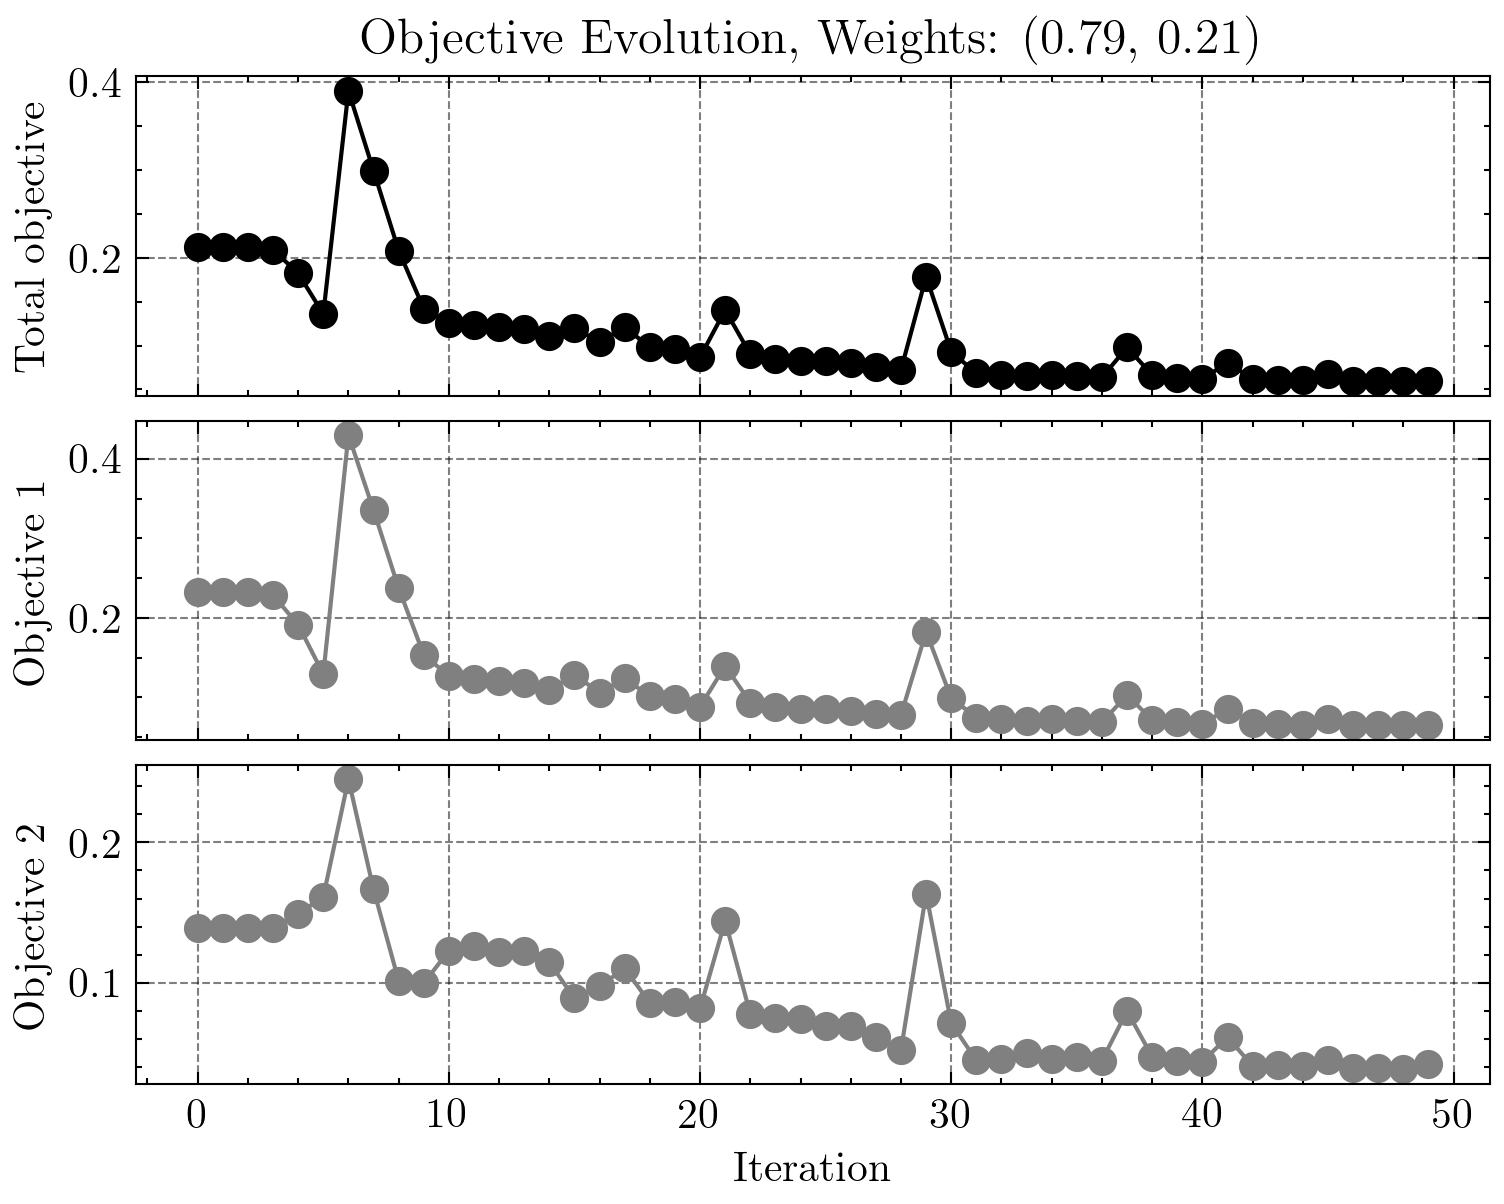 Objective Evolution, Weights: (0.79, 0.21)
Total objective
0.4
0.2
Objective 1
0.4
0.2
Objective 2
0.2
0.1
0 10 20 30 40 50
Iteration